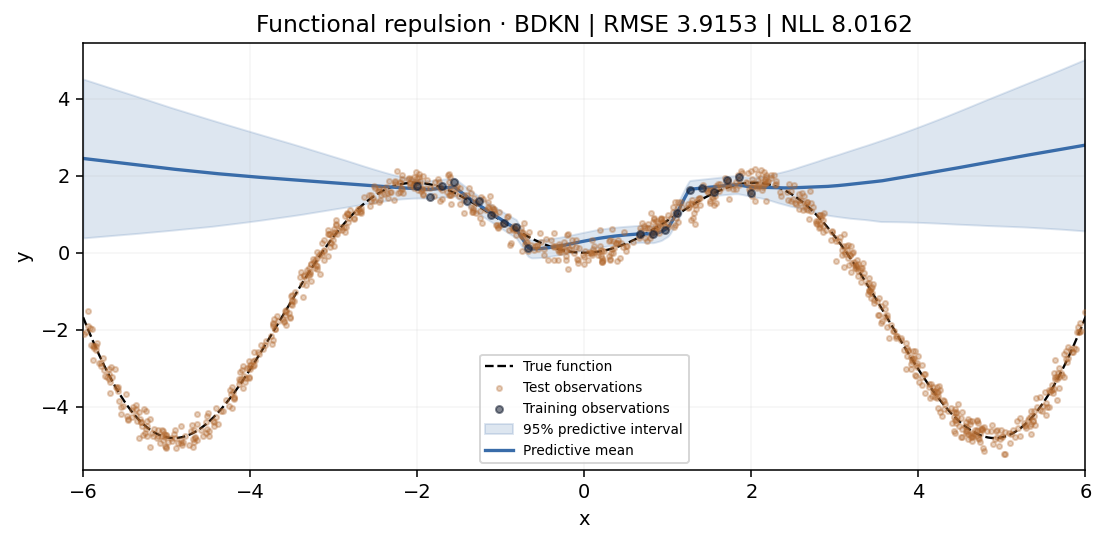 Functional repulsion · BDKN | RMSE 3.9153 | NLL 8.0162
y
4
2
0
−2
−4
True function
Test observations
Training observations
95% predictive interval
Predictive mean
−6
−4
−2
0
2
4
6
x